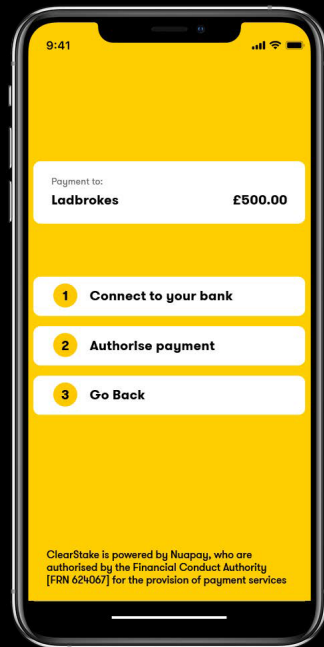 9:41
Payment to:
Ladbrokes £500.00
1 Connect to your bank
2 Authorise payment
3 Go Back
ClearStake is powered by Nuapay, who are
authorised by the Financial Conduct Authority
[FRN 624067] for the provision of payment services